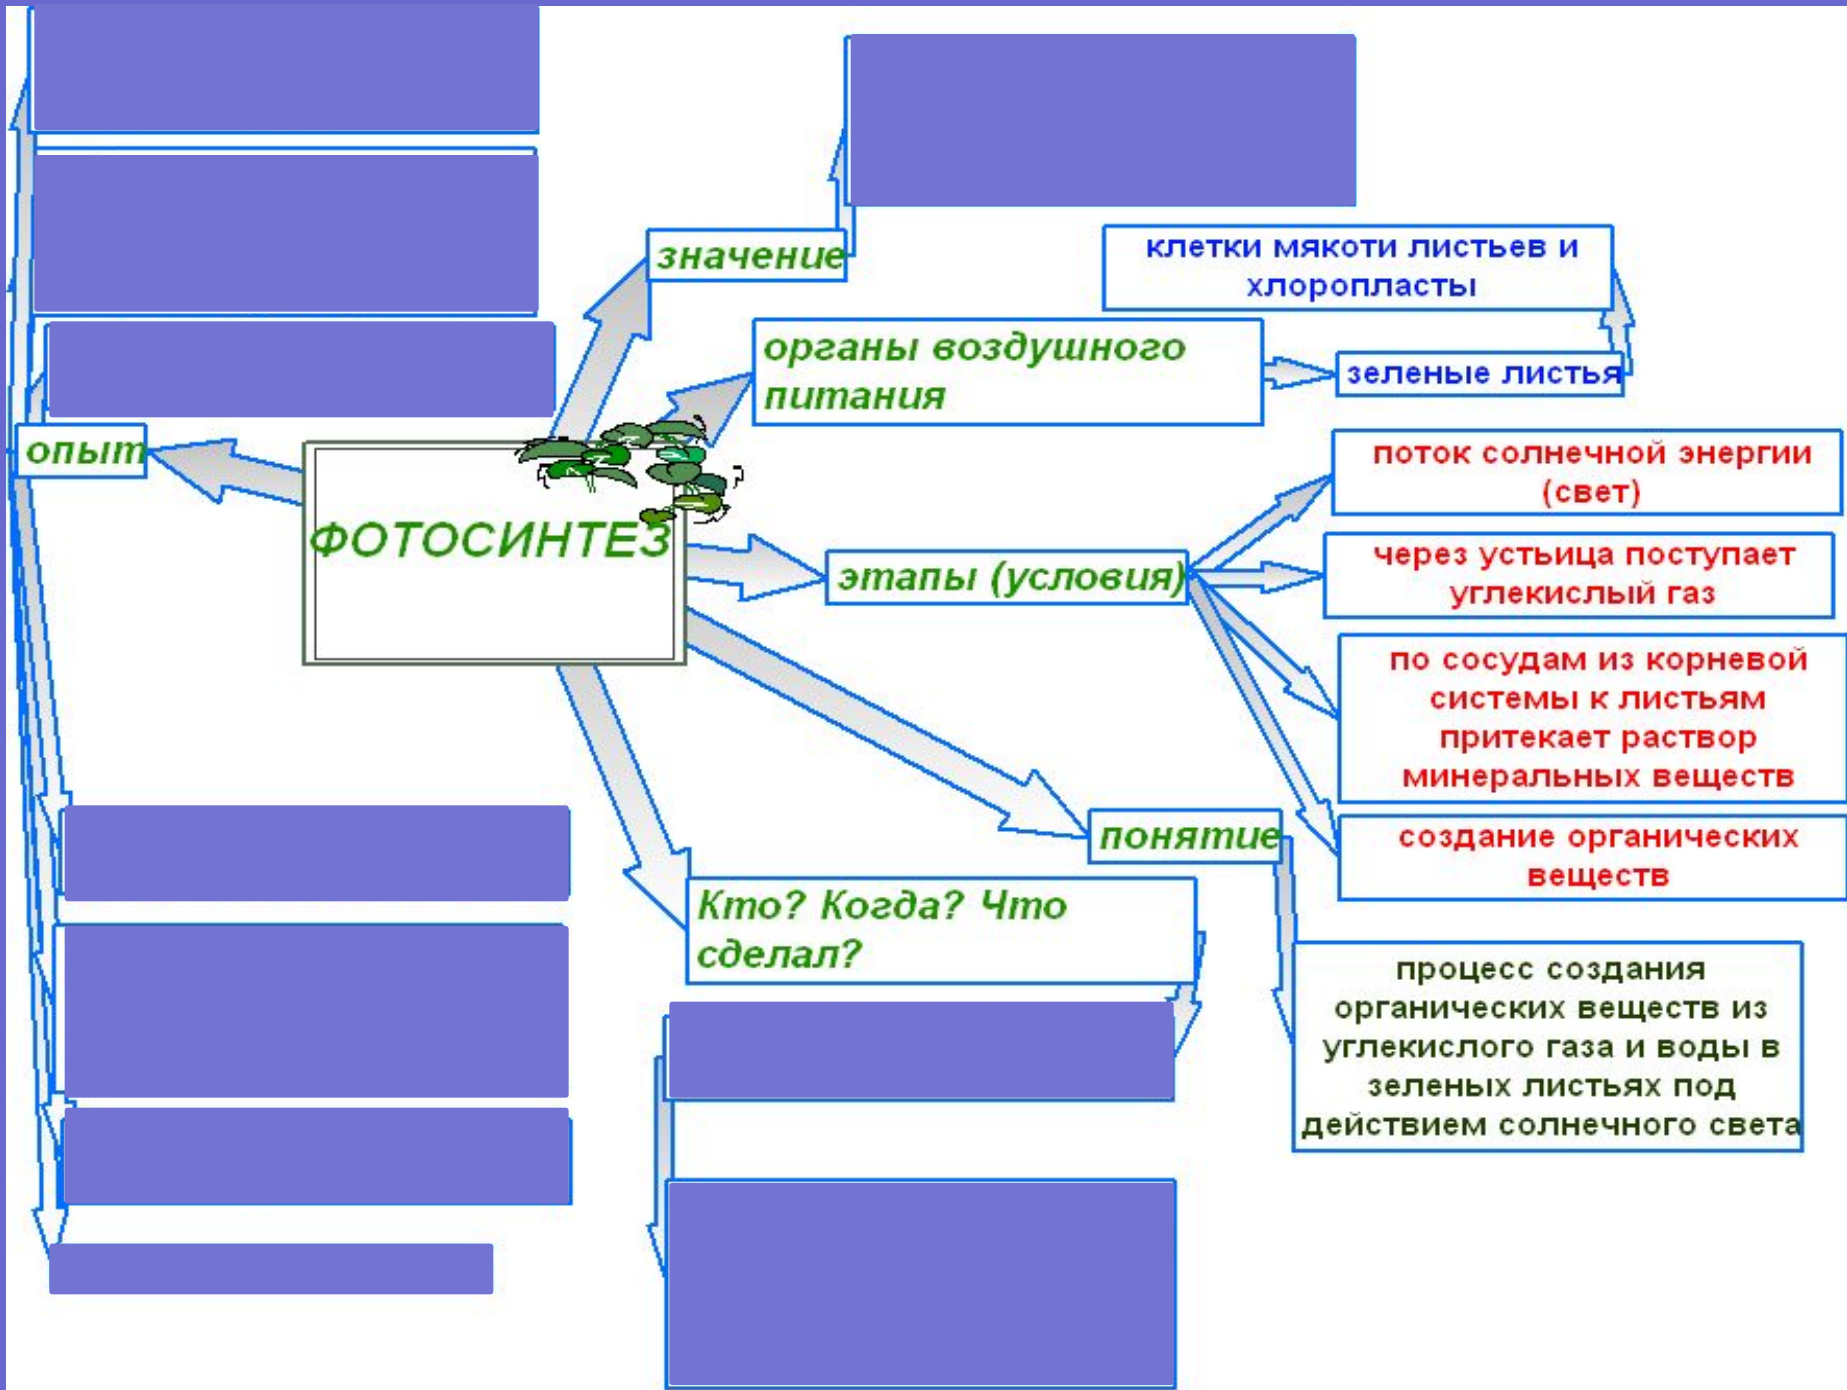 значение
клетки мякоти листьев и
хлоропласты
органы воздушного
питания
зеленые листья
опыт
ФОТОСИНТЕЗ
поток солнечной энергии
(свет)
этапы (условия)
через устьица поступает
углекислый газ
по сосудам из корневой
системы к листьям
притекает раствор
минеральных веществ
создание органических
веществ
понятие
Кто? Когда? Что
сделал?
процесс создания
органических веществ из
углекислого газа и воды в
зеленых листьях под
действием солнечного света